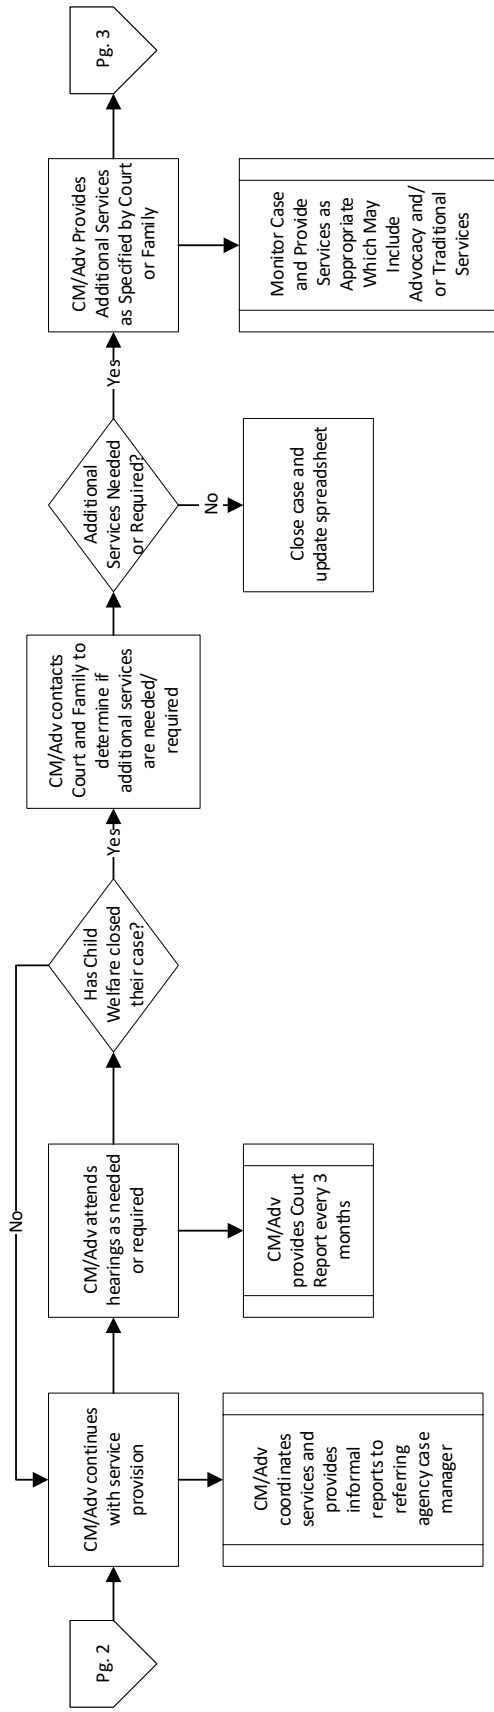 Pg. 2
CM/Adv continues
with service
provision
CM/Adv
coordinates
services and
provides
informal
reports to
referring
agency case
manager
No
CM/Adv attends
hearings as needed
or required
CM/Adv
provides Court
Report every 3
months
Has Child
Welfare closed
their case?
Yes
CM/Adv contacts
Court and Family to
determine if
additional services
are needed/
required
Additional
Services Needed
or Required?
No
Close case and
update spreadsheet
Yes
CM/Adv Provides
Additional Services
as Specified by Court
or Family
Monitor Case
and Provide
Services as
Appropriate
Which May
Include
Advocacy and/
or Traditional
Services
Pg. 3